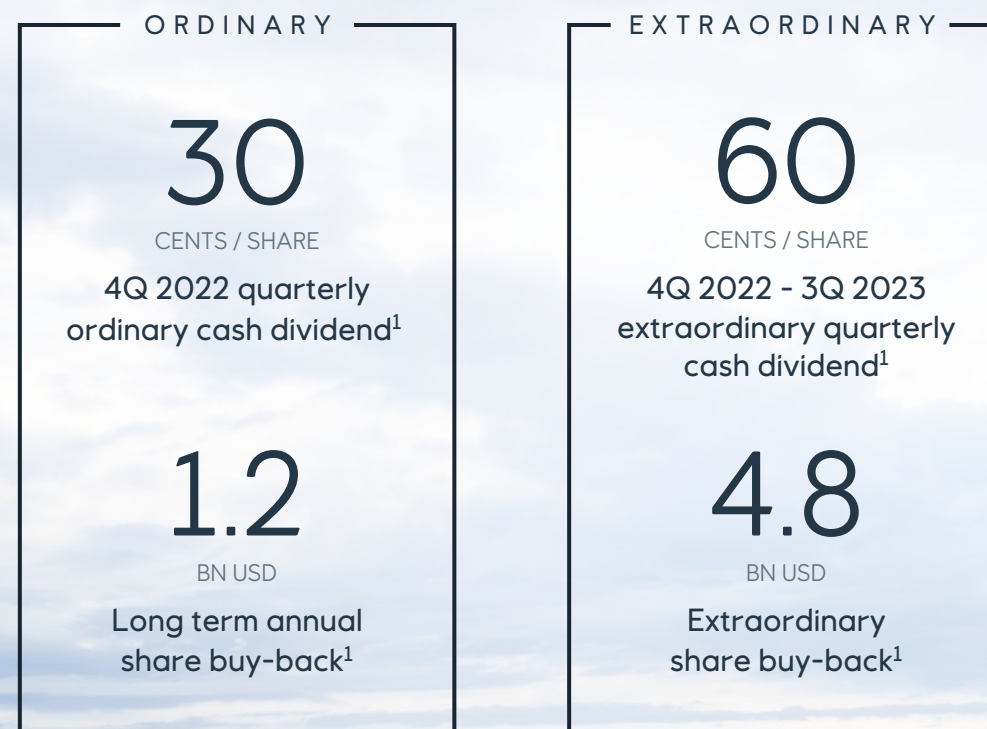 ORDINARY
30
CENTS / SHARE
4Q 2022 quarterly
ordinary cash dividend¹
1.2
BN USD
Long term annual
share buy-back¹
EXTRAORDINARY
60
CENTS / SHARE
4Q 2022 - 3Q 2023
extraordinary quarterly
cash dividend¹
4.8
BN USD
Extraordinary
share buy-back¹